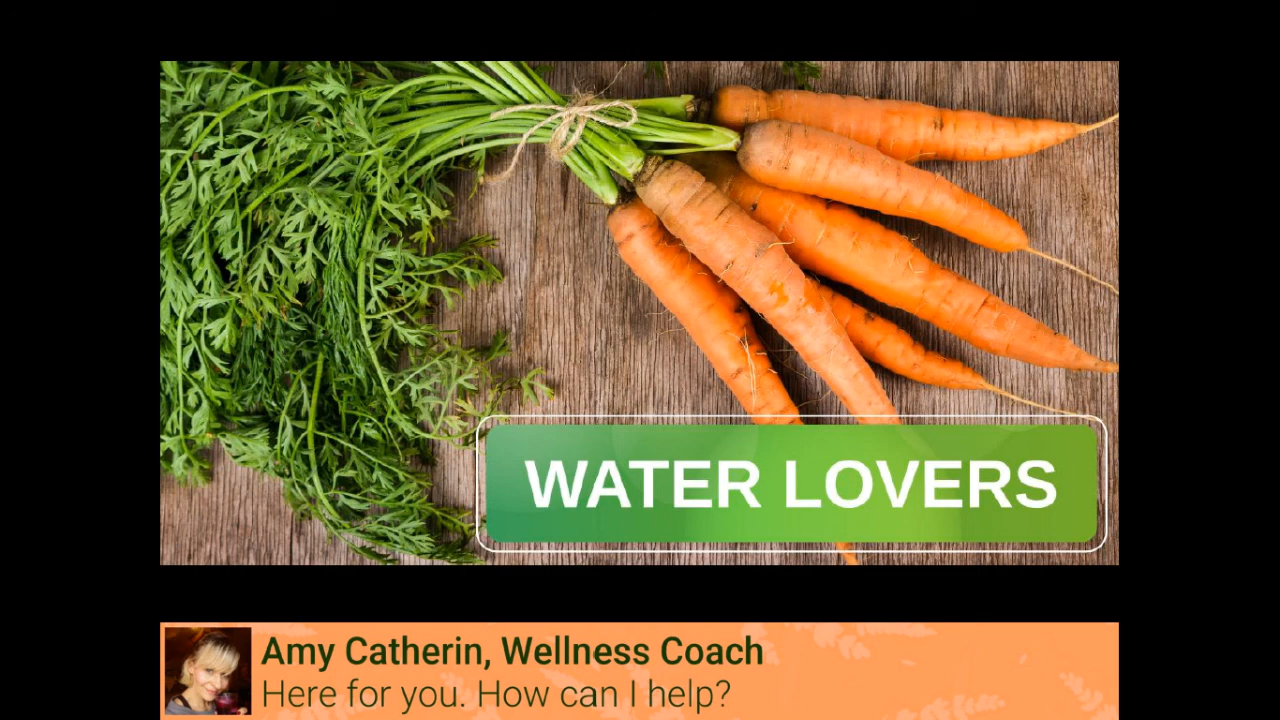 WATER LOVERS
Amy Catherin, Wellness Coach
Here for you. How can I help?